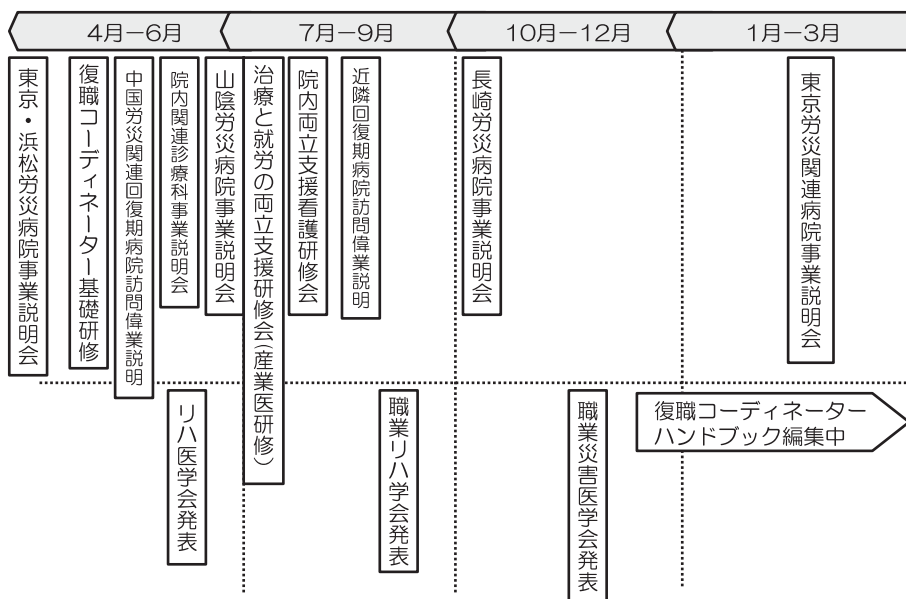 4月－6月
7月－9月
10月－12月
1月－3月
東京・浜松労災病院事業説明会
復職コーディネーター基礎研修
中国労災関連回復期病院訪問偉業説明
院内関連診療科事業説明会
山陰労災病院事業説明会
治療と就労の両立支援研修会(産業医研修)
院内両立支援看護研修会
近隣回復期病院訪問偉業説明
長崎労災病院事業説明会
東京労災関連病院事業説明会
リハ医学会発表
職業リハ学会発表
職業災害医学会発表
復職コーディネーター
ハンドブック編集中